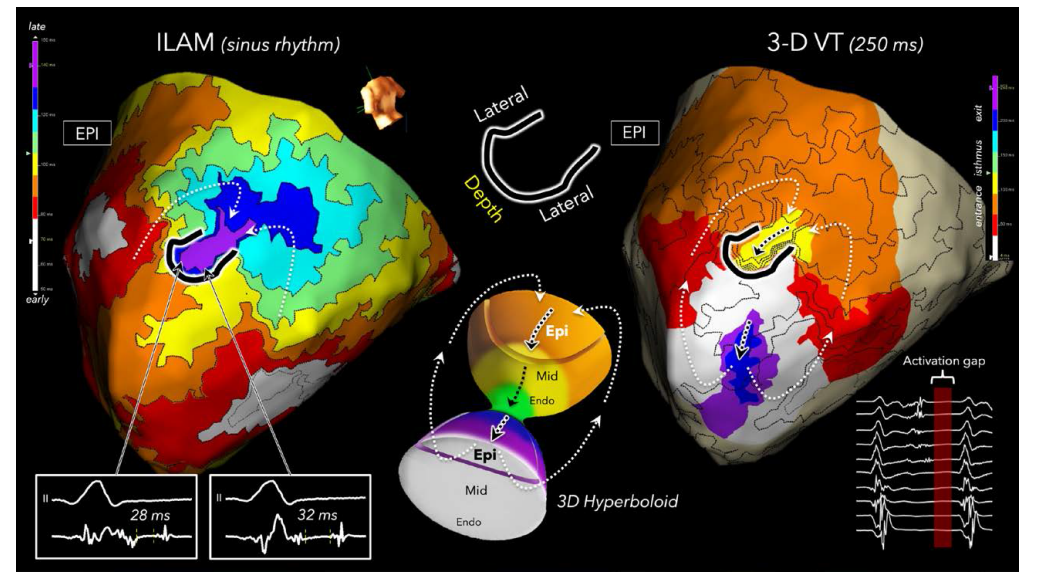 ILAM (sinus rhythm)
3-D VT (250 ms)
late
early
EPI
EPI
Lateral
Depth
Lateral
exit
isthmus
entrance
Activation gap
Epi
Mid
Endo
Epi
Mid
Endo
3D Hyperboloid
II
28 ms
II
32 ms